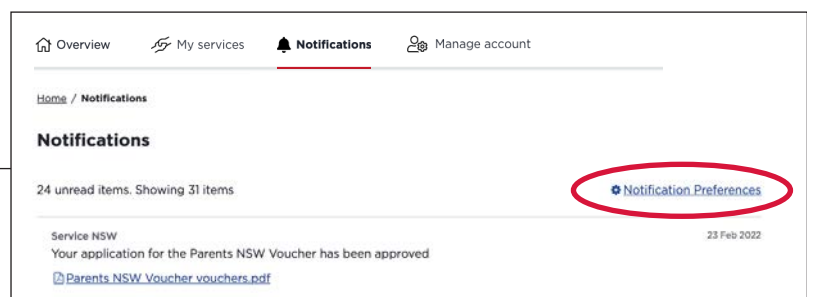 Overview My services Notifications Manage account
Home / Notifications
Notifications
24 unread items. Showing 31 items Notification Preferences
Service NSW 23 Feb 2022
Your application for the Parents NSW Voucher has been approved
Parents NSW Voucher vouchers.pdf